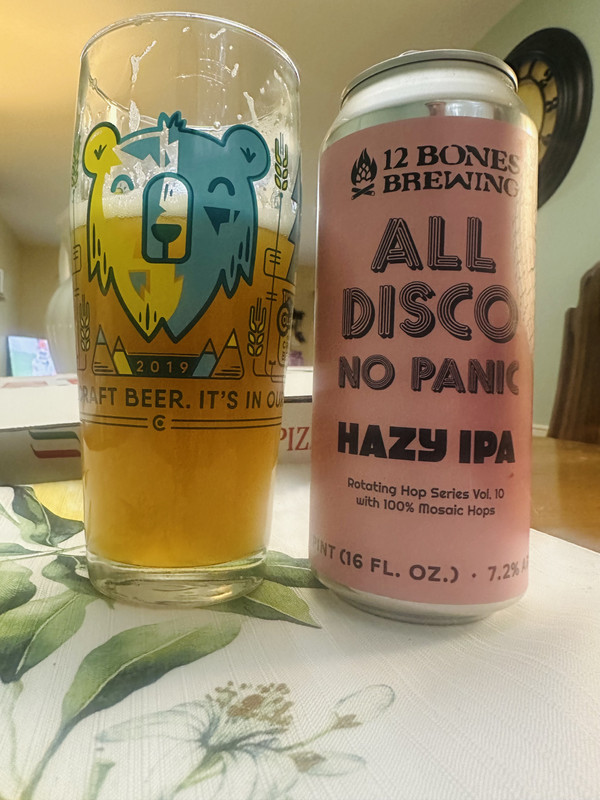 2019
CRAFT BEER. IT'S IN OU
PIZ
12 BONES
BREWING
ALL
DISCO
NO PANIC
HAZY IPA
Rotating Hop Series Vol. 10
with 100% Mosaic Hops
PINT (16 FL. OZ.) · 7.2% A